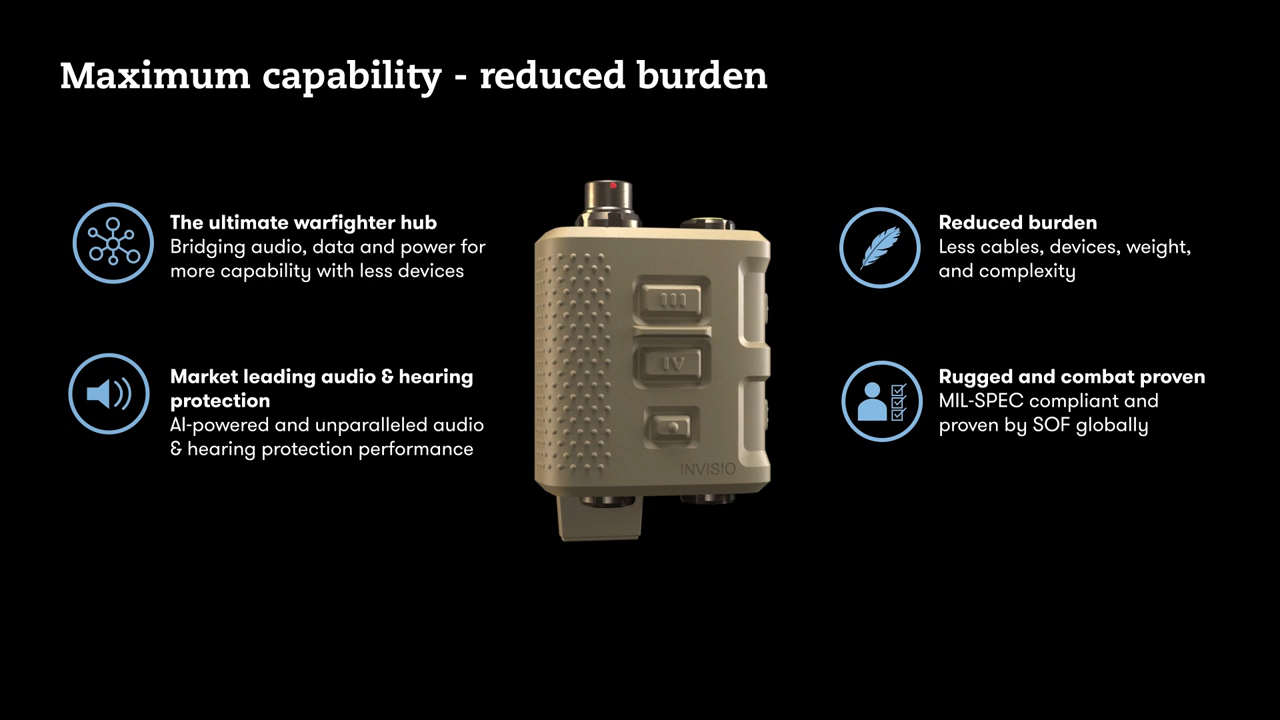 Maximum capability - reduced burden
The ultimate warfighter hub
Bridging audio, data and power for
more capability with less devices
Market leading audio & hearing
protection
AI-powered and unparalleled audio
& hearing protection performance
III
IV
INVISIO
Reduced burden
Less cables, devices, weight,
and complexity
Rugged and combat proven
MIL-SPEC compliant and
proven by SOF globally